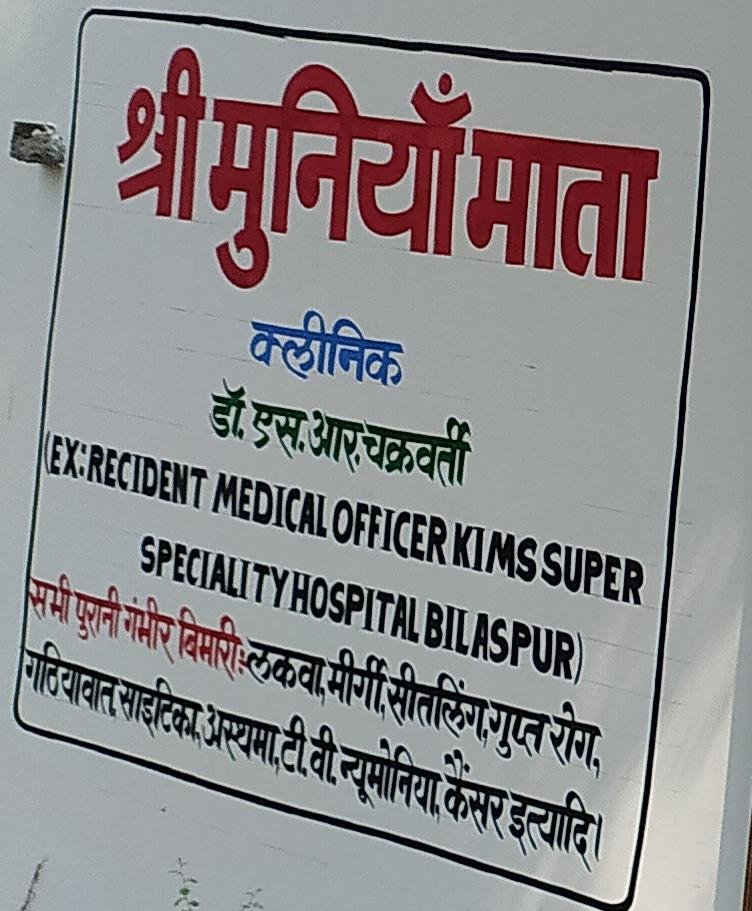 श्री मुनियाँ माता
क्लीनिक
डॉ. एस. आर. चक्रवर्ती
(EX:RECIDENT MEDICAL OFFICER KIMS SUPER
SPECIALITY HOSPITAL BILASPUR)
सभी पुरानी गंभीर बिमारीः- लकवा, मीर्गी, सीतलिंग, गुप्त रोग,
गठियावात, साइटिका, अस्थमा, टी. वी. न्यूमोनिया, कैंसर इत्यादि।